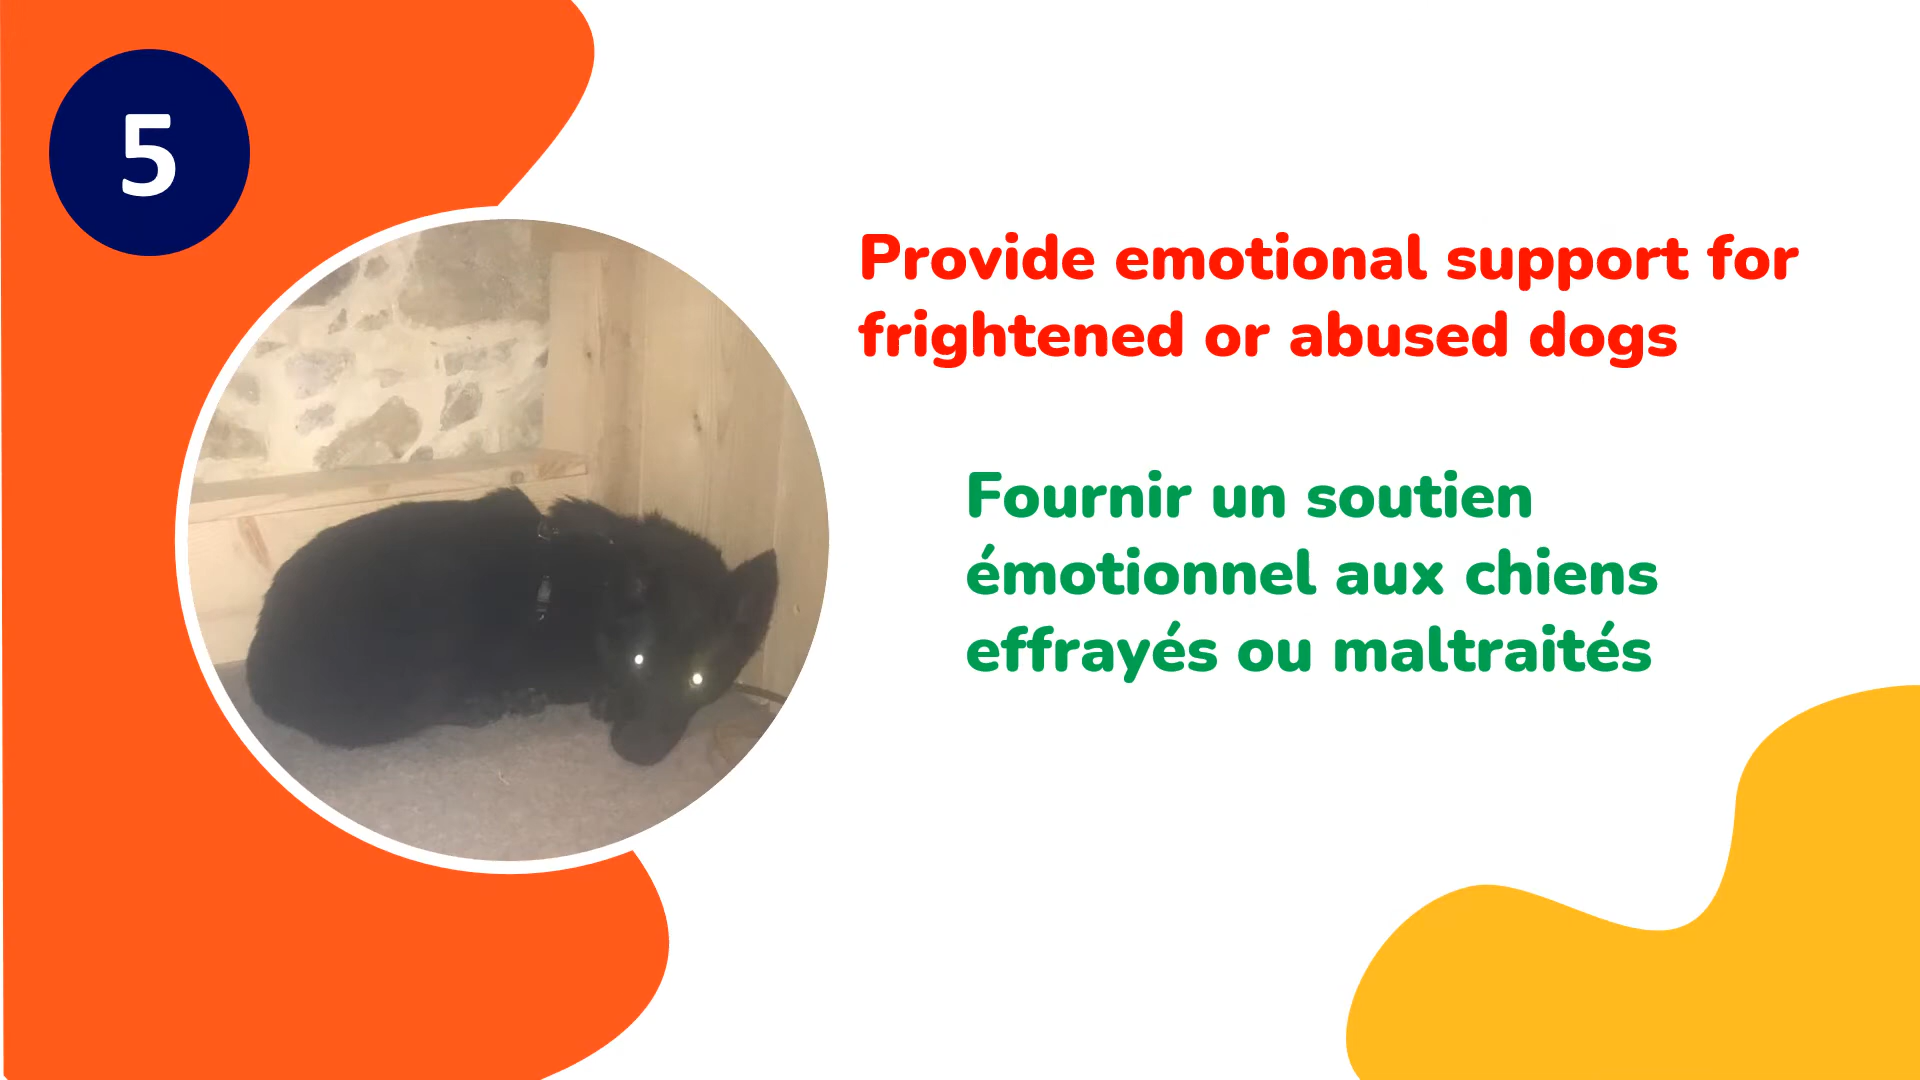 5
Provide emotional support for
frightened or abused dogs
Fournir un soutien
émotionnel aux chiens
effrayés ou maltraités